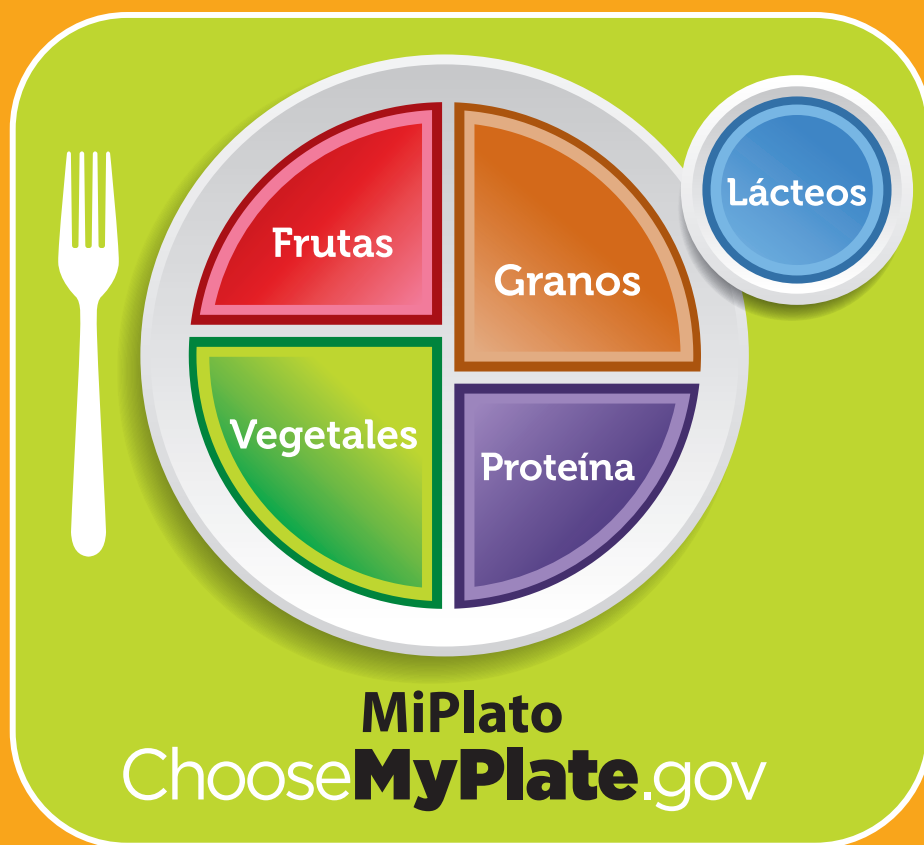 Frutas
Granos
Lácteos
Vegetales
Proteína
MiPlato
ChooseMyPlate.gov